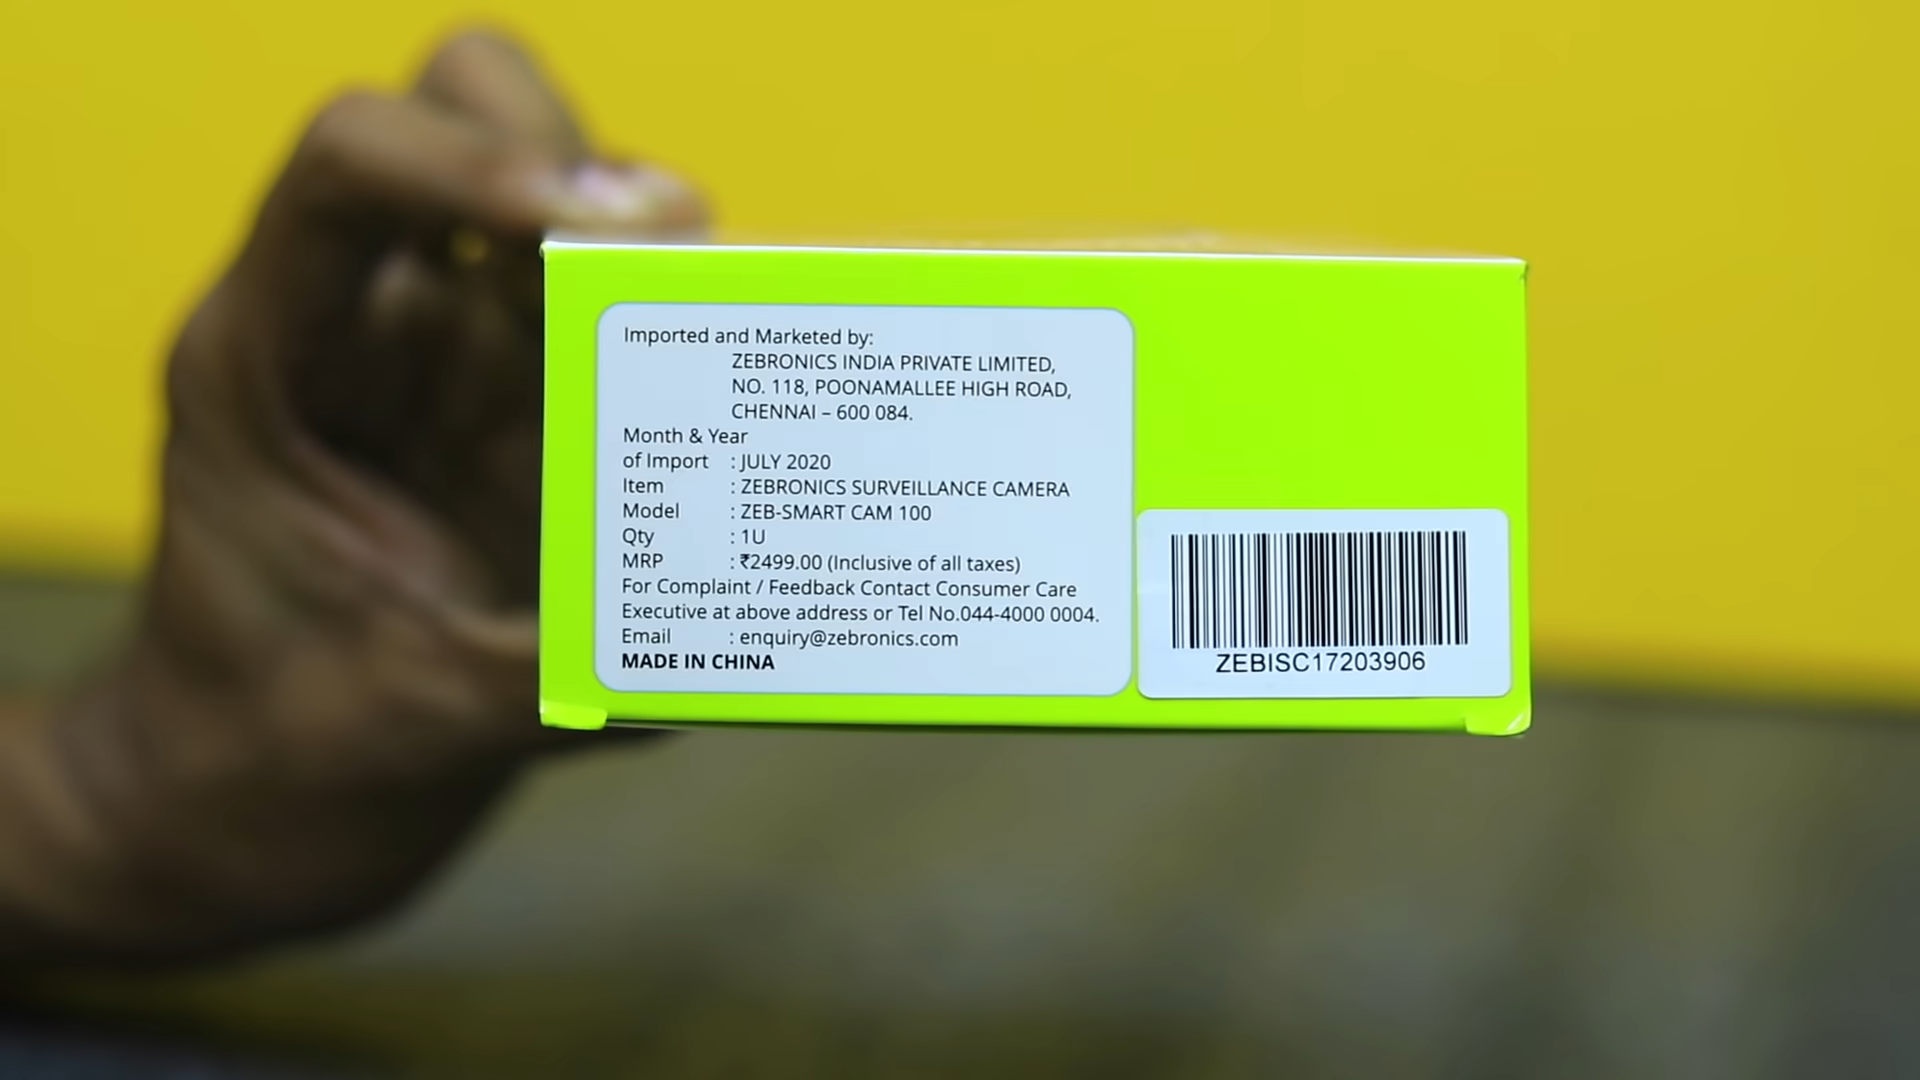 Imported and Marketed by:
ZEBRONICS INDIA PRIVATE LIMITED,
NO. 118, POONAMALLEE HIGH ROAD,
CHENNAI – 600 084.
Month & Year
of Import : JULY 2020
Item : ZEBRONICS SURVEILLANCE CAMERA
Model : ZEB-SMART CAM 100
Qty : 1U
MRP : ₹2499.00 (Inclusive of all taxes)
For Complaint / Feedback Contact Consumer Care
Executive at above address or Tel No.044-4000 0004.
Email : enquiry@zebronics.com
MADE IN CHINA
ZEBISC17203906